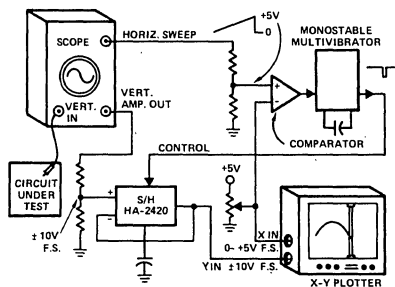 SCOPE
HORIZ. SWEEP
+5V
0
MONOSTABLE
MULTIVIBRATOR
VERT.
AMP. OUT
VERT.
IN
+
-
COMPARATOR
CONTROL
CIRCUIT
UNDER
TEST
+
-
S/H
HA-2420
+5V
± 10V
F.S.
X IN
0- +5V F.S.
Y IN ±10V F.S.
X-Y PLOTTER